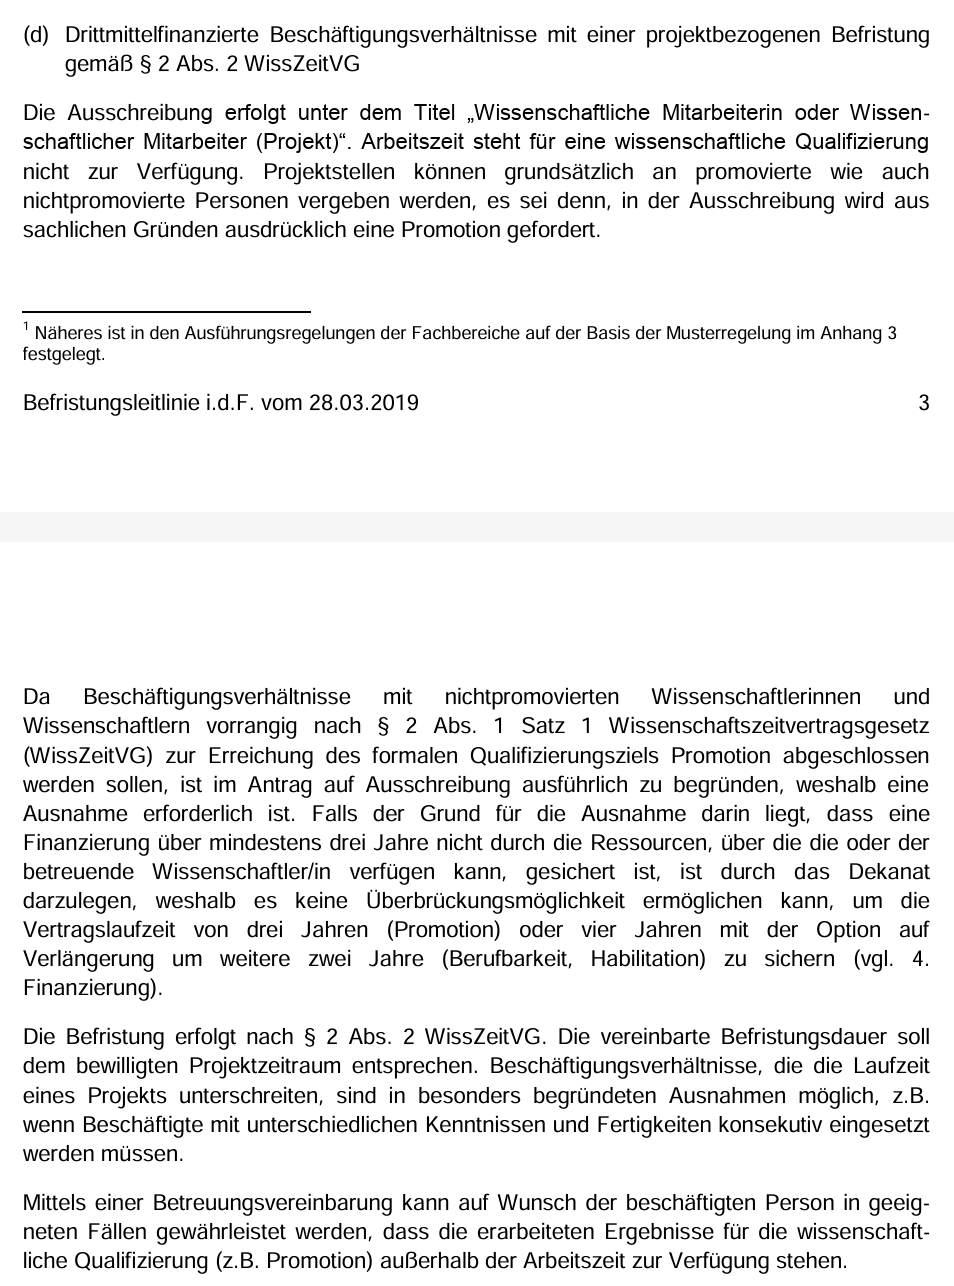 (d) Drittmittelfinanzierte Beschäftigungsverhältnisse mit einer projektbezogenen Befristung
gemäß § 2 Abs. 2 WissZeitVG
Die Ausschreibung erfolgt unter dem Titel „Wissenschaftliche Mitarbeiterin oder Wissen-
schaftlicher Mitarbeiter (Projekt)“. Arbeitszeit steht für eine wissenschaftliche Qualifizierung
nicht zur Verfügung. Projektstellen können grundsätzlich an promovierte wie auch
nichtpromovierte Personen vergeben werden, es sei denn, in der Ausschreibung wird aus
sachlichen Gründen ausdrücklich eine Promotion gefordert.
1 Näheres ist in den Ausführungsregelungen der Fachbereiche auf der Basis der Musterregelung im Anhang 3
festgelegt.
Befristungsleitlinie i.d.F. vom 28.03.2019 3
Da Beschäftigungsverhältnisse mit nichtpromovierten Wissenschaftlerinnen und
Wissenschaftlern vorrangig nach § 2 Abs. 1 Satz 1 Wissenschaftszeitvertragsgesetz
(WissZeitVG) zur Erreichung des formalen Qualifizierungsziels Promotion abgeschlossen
werden sollen, ist im Antrag auf Ausschreibung ausführlich zu begründen, weshalb eine
Ausnahme erforderlich ist. Falls der Grund für die Ausnahme darin liegt, dass eine
Finanzierung über mindestens drei Jahre nicht durch die Ressourcen, über die die oder der
betreuende Wissenschaftler/in verfügen kann, gesichert ist, ist durch das Dekanat
darzulegen, weshalb es keine Überbrückungsmöglichkeit ermöglichen kann, um die
Vertragslaufzeit von drei Jahren (Promotion) oder vier Jahren mit der Option auf
Verlängerung um weitere zwei Jahre (Berufbarkeit, Habilitation) zu sichern (vgl. 4.
Finanzierung).
Die Befristung erfolgt nach § 2 Abs. 2 WissZeitVG. Die vereinbarte Befristungsdauer soll
dem bewilligten Projektzeitraum entsprechen. Beschäftigungsverhältnisse, die die Laufzeit
eines Projekts unterschreiten, sind in besonders begründeten Ausnahmen möglich, z.B.
wenn Beschäftigte mit unterschiedlichen Kenntnissen und Fertigkeiten konsekutiv eingesetzt
werden müssen.
Mittels einer Betreuungsvereinbarung kann auf Wunsch der beschäftigten Person in geeig-
neten Fällen gewährleistet werden, dass die erarbeiteten Ergebnisse für die wissenschaft-
liche Qualifizierung (z.B. Promotion) außerhalb der Arbeitszeit zur Verfügung stehen.